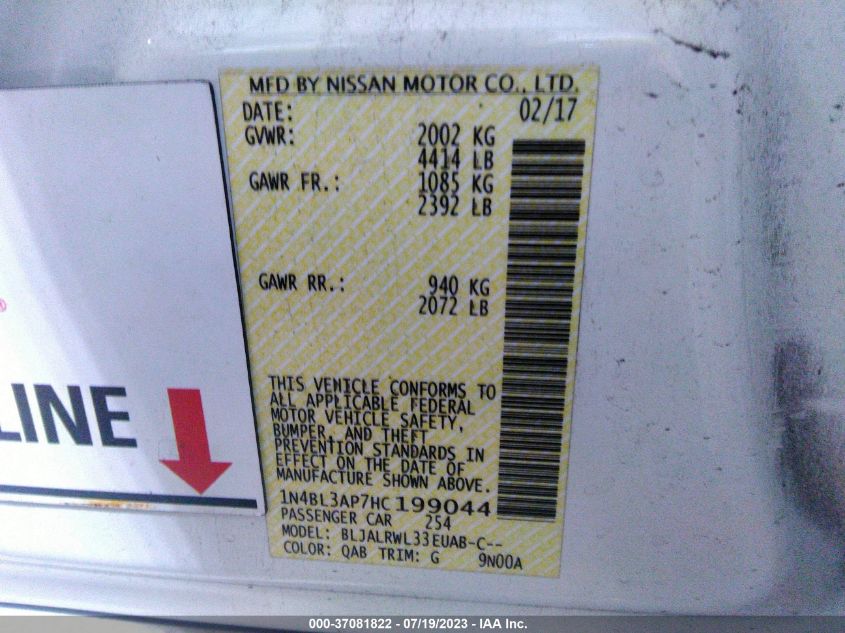 MFD BY NISSAN MOTOR CO., LTD.
DATE: 02/17
GVWR: 2002 KG
4414 LB
GAWR FR.: 1085 KG
2392 LB
GAWR RR.: 940 KG
2072 LB
THIS VEHICLE CONFORMS TO
ALL APPLICABLE FEDERAL
MOTOR VEHICLE SAFETY,
BUMPER, AND THEFT
PREVENTION STANDARDS IN
EFFECT ON THE DATE OF
MANUFACTURE SHOWN ABOVE.
1N4BL3AP7HC199044
PASSENGER CAR 254
MODEL: BLJALRWL33EUAB-C--
COLOR: QAB TRIM: G 9N00A
®
LINE
000-37081822 - 07/19/2023 - IAA Inc.